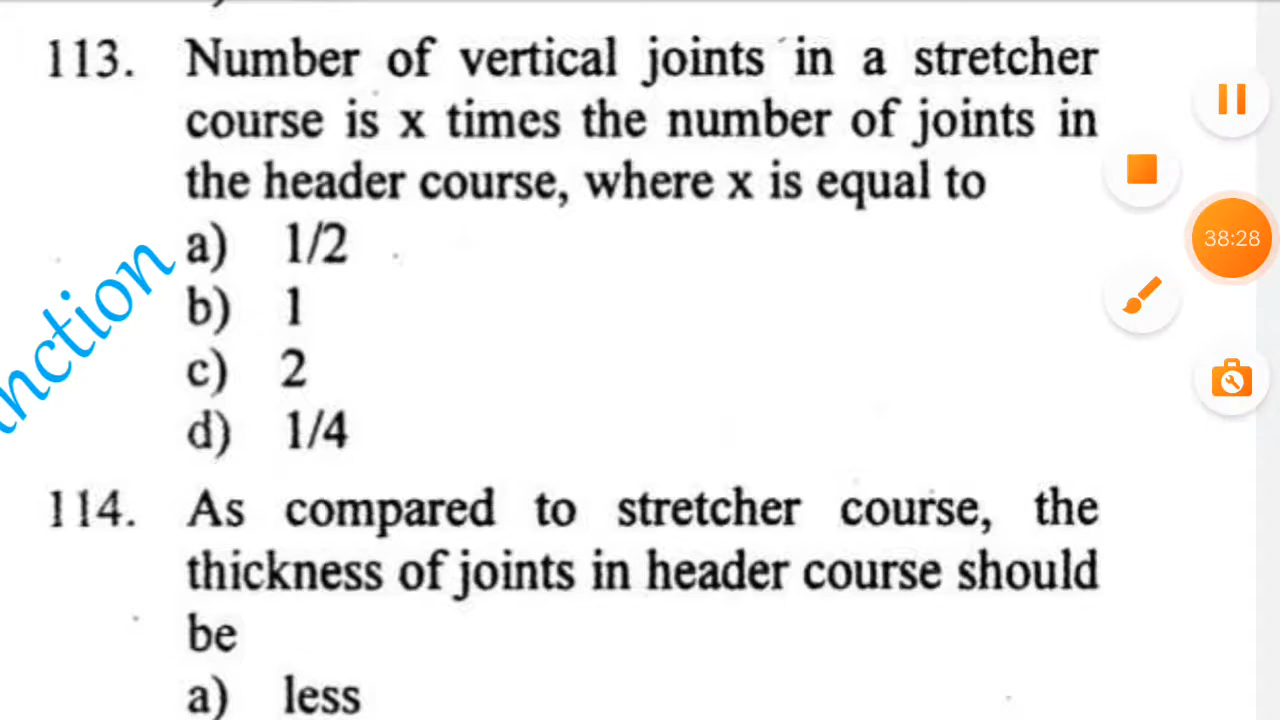 113. Number of vertical joints in a stretcher
course is x times the number of joints in
the header course, where x is equal to
a) 1/2
b) 1
c) 2
d) 1/4
114. As compared to stretcher course, the
thickness of joints in header course should
be
a) less
38:28